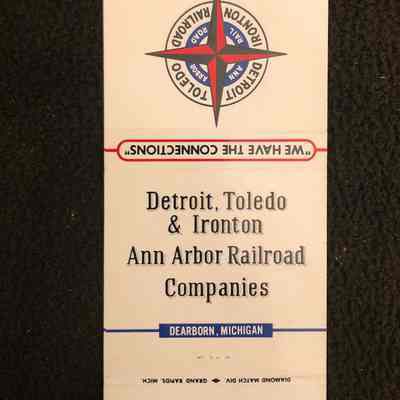 DETROIT
TOLEDO
IRONTON
RAILROAD
ANN
ARBOR
RAIL
ROAD
"WE HAVE THE CONNECTIONS"
Detroit, Toledo
& Ironton
Ann Arbor Railroad
Companies
DEARBORN, MICHIGAN
DIAMOND MATCH DIV. GRAND RAPIDS, MICH.